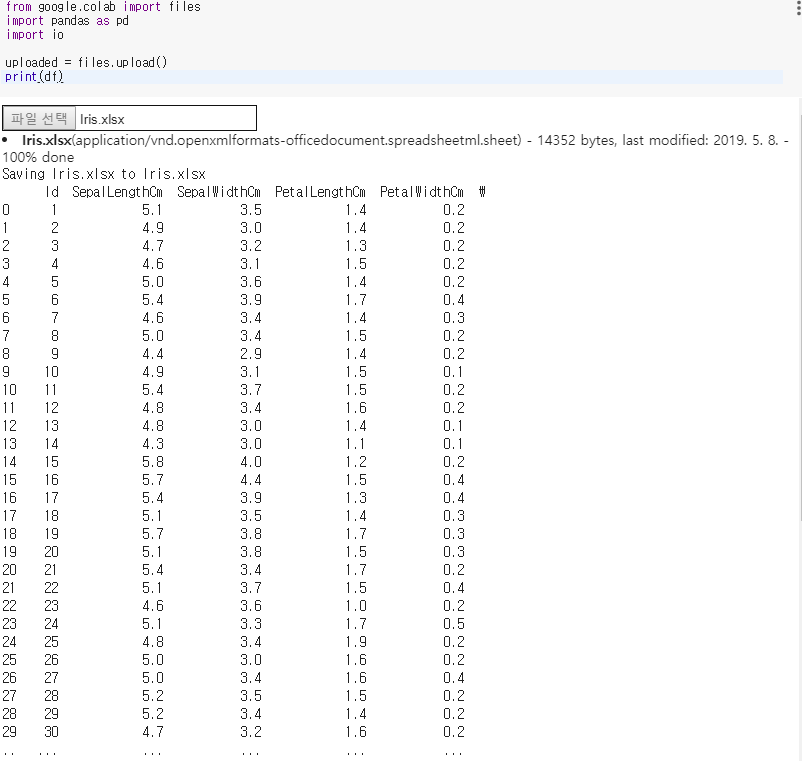 from google.colab import files
import pandas as pd
import io
uploaded = files.upload()
print(df)
파일 선택 Iris.xlsx
• Iris.xlsx(application/vnd.openxmlformats-officedocument.spreadsheetml.sheet) - 14352 bytes, last modified: 2019. 5. 8. -
100% done
Saving Iris.xlsx to Iris.xlsx
Id SepalLengthCm SepalWidthCm PetalLengthCm PetalWidthCm ₩
0 1 5.1 3.5 1.4 0.2
1 2 4.9 3.0 1.4 0.2
2 3 4.7 3.2 1.3 0.2
3 4 4.6 3.1 1.5 0.2
4 5 5.0 3.6 1.4 0.2
5 6 5.4 3.9 1.7 0.4
6 7 4.6 3.4 1.4 0.3
7 8 5.0 3.4 1.5 0.2
8 9 4.4 2.9 1.4 0.2
9 10 4.9 3.1 1.5 0.1
10 11 5.4 3.7 1.5 0.2
11 12 4.8 3.4 1.6 0.2
12 13 4.8 3.0 1.4 0.1
13 14 4.3 3.0 1.1 0.1
14 15 5.8 4.0 1.2 0.2
15 16 5.7 4.4 1.5 0.4
16 17 5.4 3.9 1.3 0.4
17 18 5.1 3.5 1.4 0.3
18 19 5.7 3.8 1.7 0.3
19 20 5.1 3.8 1.5 0.3
20 21 5.4 3.4 1.7 0.2
21 22 5.1 3.7 1.5 0.4
22 23 4.6 3.6 1.0 0.2
23 24 5.1 3.3 1.7 0.5
24 25 4.8 3.4 1.9 0.2
25 26 5.0 3.0 1.6 0.2
26 27 5.0 3.4 1.6 0.4
27 28 5.2 3.5 1.5 0.2
28 29 5.2 3.4 1.4 0.2
29 30 4.7 3.2 1.6 0.2
.. ... ... ... ... ...